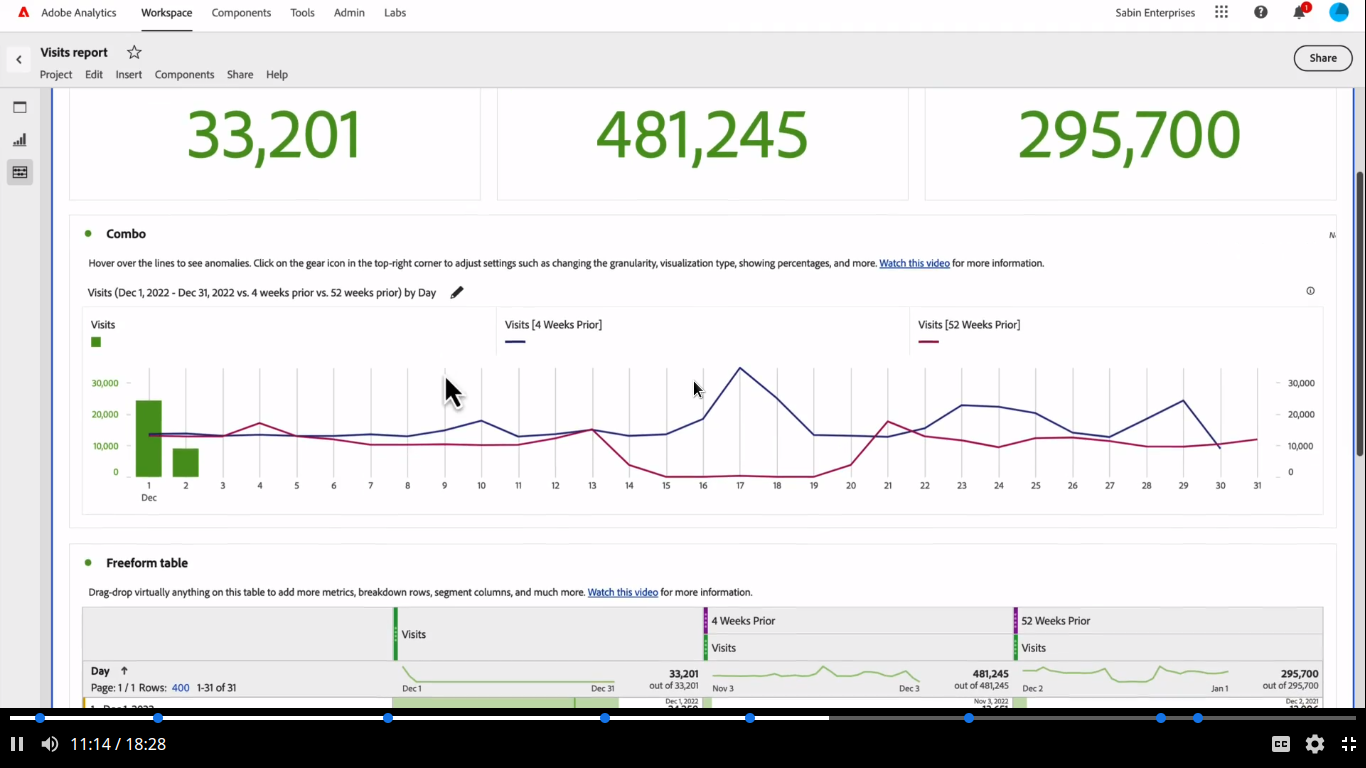 Adobe Analytics Workspace Components Tools Admin Labs Sabin Enterprises 1
Visits report
Share
Project Edit Insert Components Share Help
33,201 481,245 295,700
Combo
Hover over the lines to see anomalies. Click on the gear icon in the top-right corner to adjust settings such as changing the granularity, visualization type, showing percentages, and more. Watch this video for more information.
Visits (Dec 1, 2022 - Dec 31, 2022 vs. 4 weeks prior vs. 52 weeks prior) by Day
Visits Visits [4 Weeks Prior] Visits [52 Weeks Prior]
30,000 30,000
20,000 20,000
10,000 10,000
0 0
1 2 3 4 5 6 7 8 9 10 11 12 13 14 15 16 17 18 19 20 21 22 23 24 25 26 27 28 29 30 31
Dec
Freeform table
Drag-drop virtually anything on this table to add more metrics, breakdown rows, segment columns, and much more. Watch this video for more information.
4 Weeks Prior 52 Weeks Prior
Visits
Visits Visits
Day ↑ 33,201 481,245 295,700
Page: 1 / 1 Rows: 400 1-31 of 31 Dec 1 Dec 31 out of 33,201 Nov 3 Dec 3 out of 481,245 Dec 2 Jan 1 out of 295,700
Dec 1, 2022 Nov 3, 2022 Dec 2, 2021
11:14 / 18:28 CC